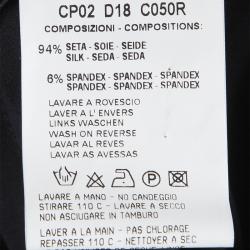 CP02 D18 C050R
COMPOSIZIONI - COMPOSITIONS:
94% SETA - SOIE - SEIDE
SILK - SEDA - SEDA
6% SPANDEX - SPANDEX - SPANDEX
SPANDEX - SPANDEX - SPANDEX
LAVARE A ROVESCIO
LAVER A L' ENVERS
LINKS WASCHEN
WASH ON REVERSE
LAVAR AL REVES
LAVAR AS AVESSAS
LAVARE A MANO - NO CANDEGGIO
STIRARE 110 C - LAVARE A SECCO
NON ASCIUGARE IN TAMBURO
LAVER A LA MAIN - PAS CHLORAGE
REPASSER 110 C - NETTOYER A SEC